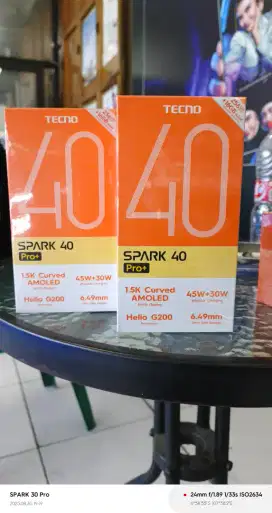 TECNO
40
SPARK 40
Pro+
1.5K Curved
AMOLED
45W+30W
Helio G200
6.49mm
TECNO
40
SPARK 40
Pro+
1.5K Curved
AMOLED
45W+30W
Helio G200
6.49mm
SPARK 30 Pro
24mm f/1.89 1/33s ISO2634